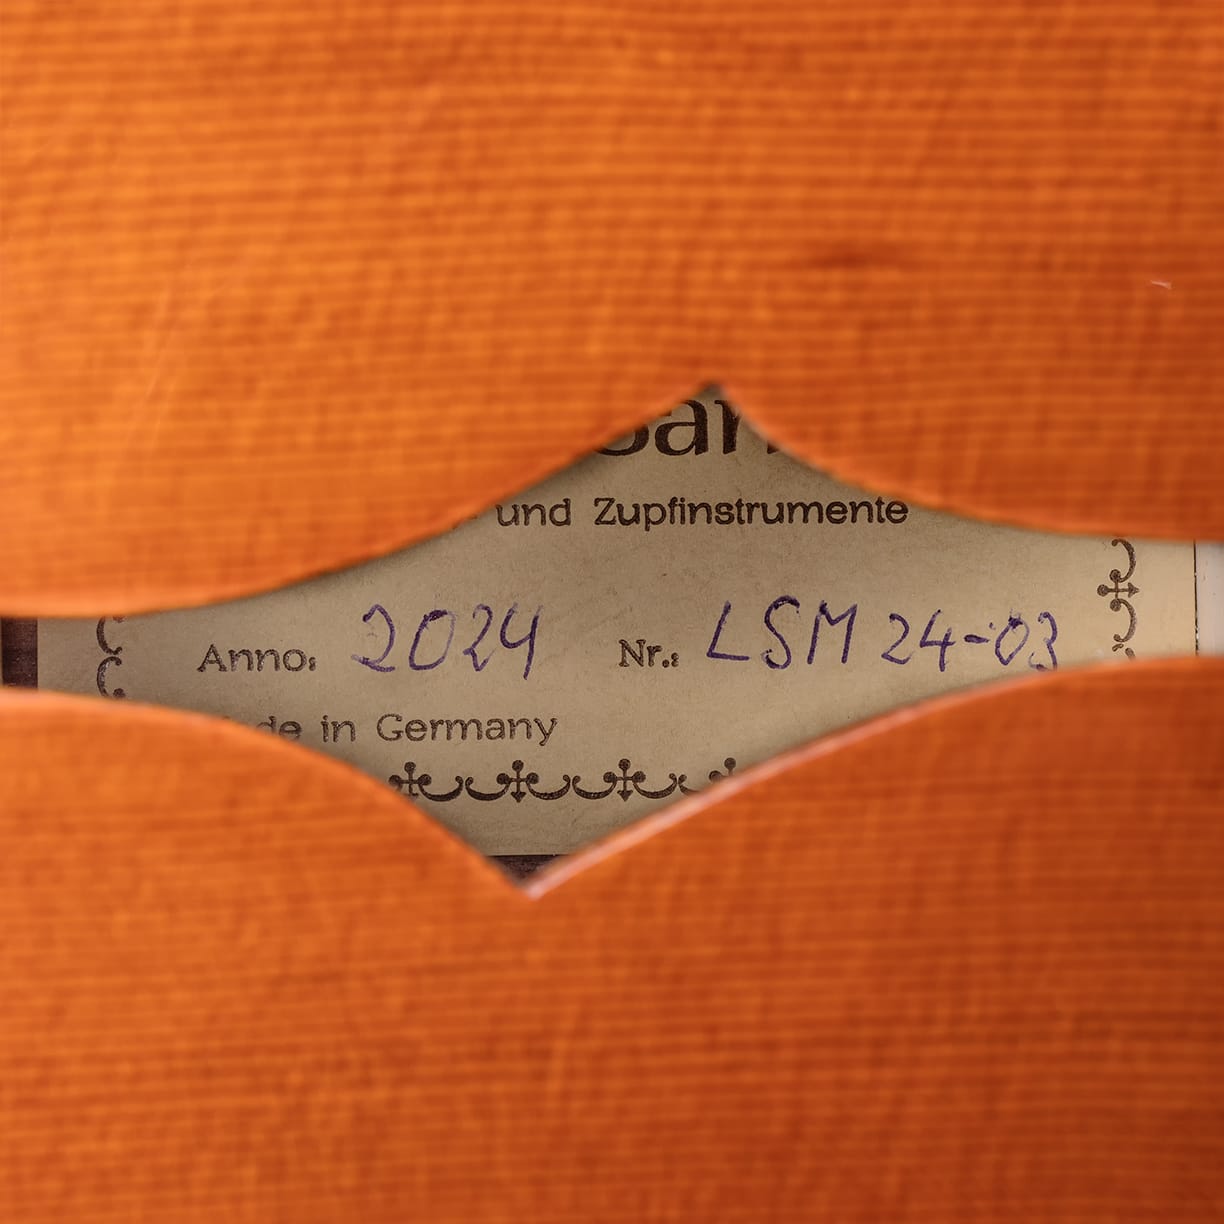 und Zupfinstrumente
Anno: 2024 Nr.: LSM 24-03
in Germany